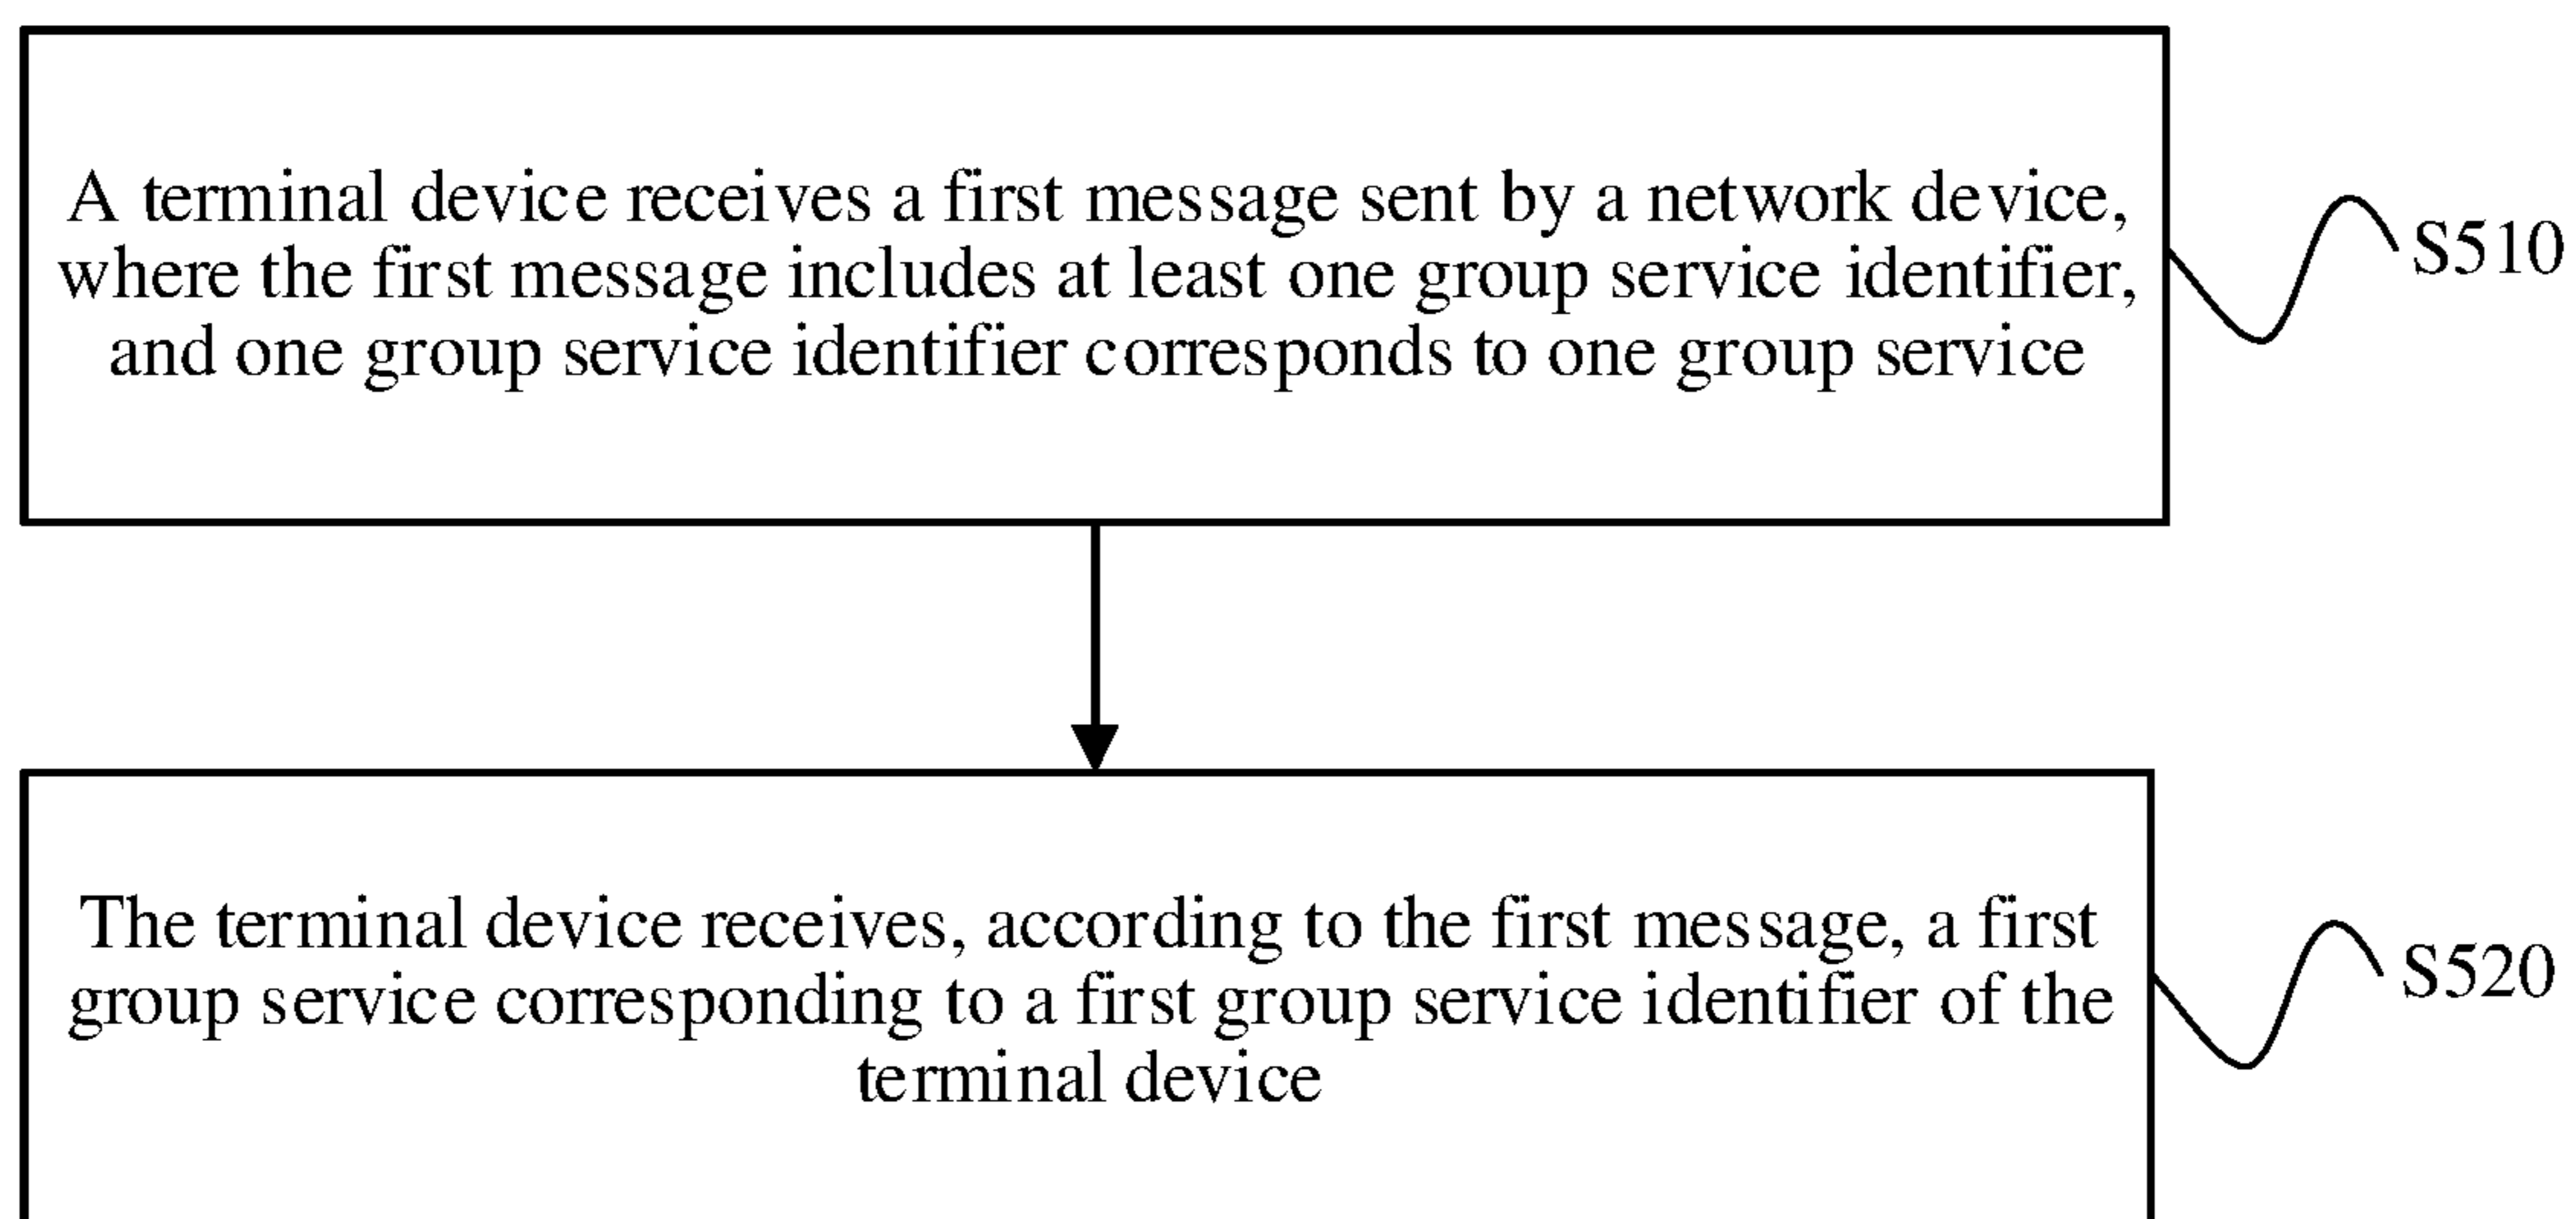 A terminal device receives a first message sent by a network device,
where the first message includes at least one group service identifier,
and one group service identifier corresponds to one group service
S510
The terminal device receives, according to the first message, a first
group service corresponding to a first group service identifier of the
terminal device
S520